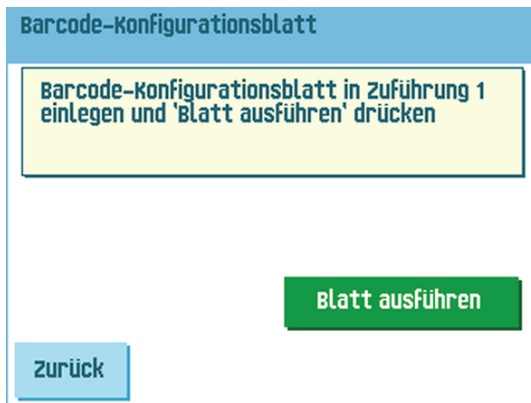 Barcode-Konfigurationsblatt
Barcode-Konfigurationsblatt in Zuführung 1
einlegen und 'Blatt ausführen' drücken
Blatt ausführen
Zurück